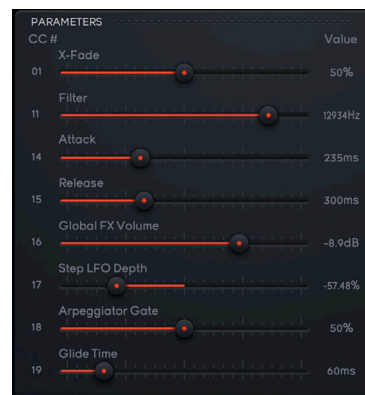 PARAMETERS
CC # Value
X-Fade
01 50%
Filter
11 12934Hz
Attack
14 235ms
Release
15 300ms
Global FX Volume
16 -8.9dB
Step LFO Depth
17 -57.48%
Arpeggiator Gate
18 50%
Glide Time
19 60ms